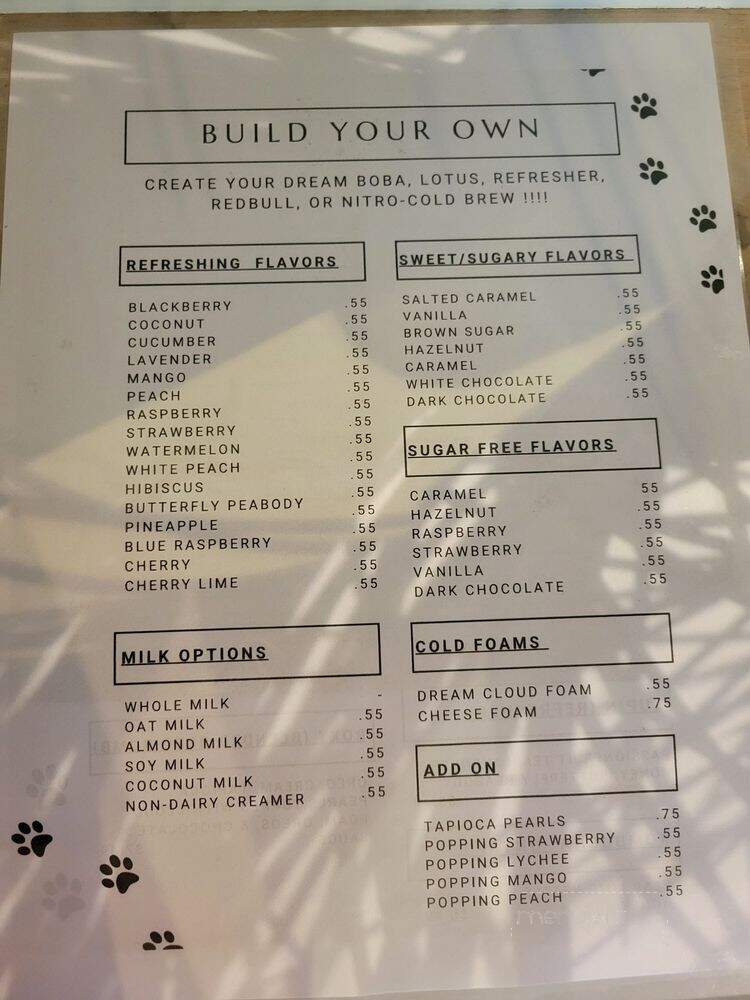 BUILD YOUR OWN
CREATE YOUR DREAM BOBA, LOTUS, REFRESHER,
REDBULL, OR NITRO-COLD BREW !!!!
REFRESHING FLAVORS
BLACKBERRY .55
COCONUT .55
CUCUMBER .55
LAVENDER .55
MANGO .55
PEACH .55
RASPBERRY .55
STRAWBERRY .55
WATERMELON .55
WHITE PEACH .55
HIBISCUS .55
BUTTERFLY PEABODY .55
PINEAPPLE .55
BLUE RASPBERRY .55
CHERRY .55
CHERRY LIME .55
MILK OPTIONS
WHOLE MILK -
OAT MILK .55
ALMOND MILK .55
SOY MILK .55
COCONUT MILK .55
NON-DAIRY CREAMER .55
SWEET/SUGARY FLAVORS
SALTED CARAMEL .55
VANILLA .55
BROWN SUGAR .55
HAZELNUT .55
CARAMEL .55
WHITE CHOCOLATE .55
DARK CHOCOLATE .55
SUGAR FREE FLAVORS
CARAMEL 55
HAZELNUT .55
RASPBERRY .55
STRAWBERRY .55
VANILLA .55
DARK CHOCOLATE .55
COLD FOAMS
DREAM CLOUD FOAM .55
CHEESE FOAM .75
ADD ON
TAPIOCA PEARLS .75
POPPING STRAWBERRY .55
POPPING LYCHEE .55
POPPING MANGO .55
POPPING PEACH .55